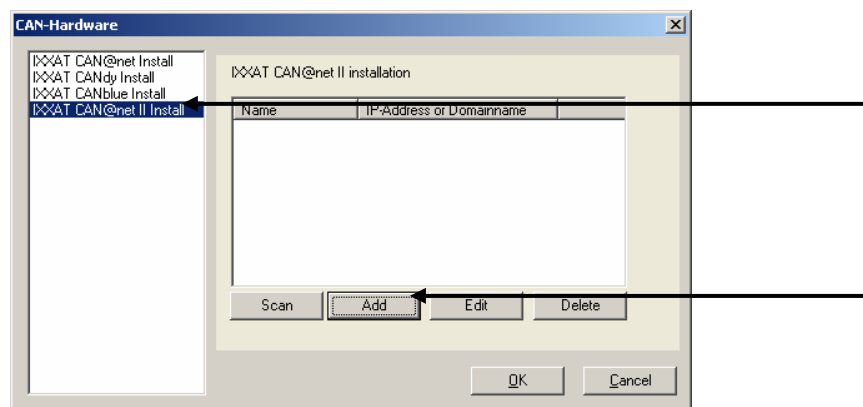 CAN-Hardware
IXXAT CAN@net Install
IXXAT CANdy Install
IXXAT CANblue Install
IXXAT CAN@net II Install
IXXAT CAN@net II installation
Name IP-Address or Domainname
Scan Add Edit Delete
OK Cancel